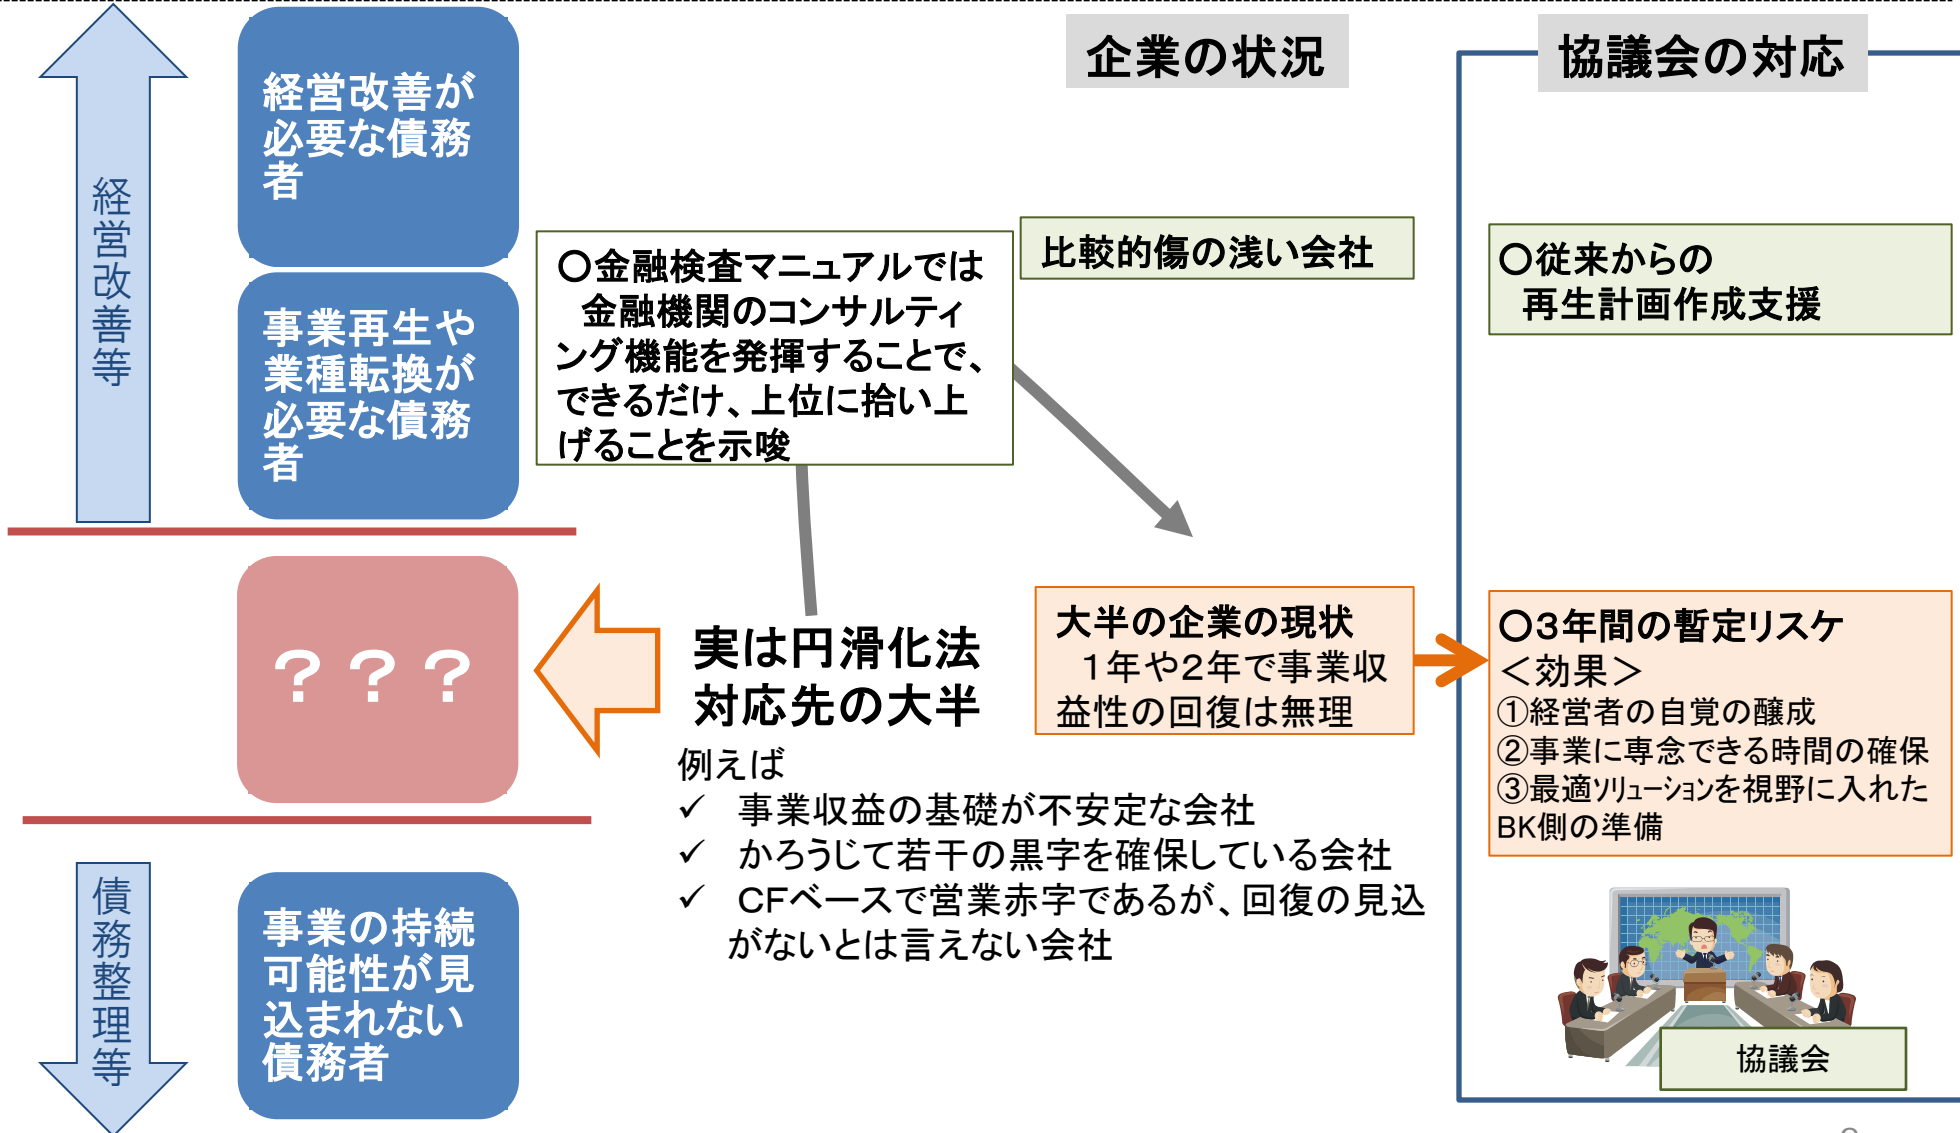 経営改善等
経営改善が
必要な債務
者
事業再生や
業種転換が
必要な債務
者
？？？
債務整理等
事業の持続
可能性が見
込まれない
債務者
○金融検査マニュアルでは
金融機関のコンサルティ
ング機能を発揮することで、
できるだけ、上位に拾い上
げることを示唆
実は円滑化法
対応先の大半
例えば
✓ 事業収益の基礎が不安定な会社
✓ かろうじて若干の黒字を確保している会社
✓ CFベースで営業赤字であるが、回復の見込
がないとは言えない会社
企業の状況
比較的傷の浅い会社
大半の企業の現状
１年や２年で事業収
益性の回復は無理
協議会の対応
○従来からの
再生計画作成支援
○３年間の暫定リスケ
＜効果＞
①経営者の自覚の醸成
②事業に専念できる時間の確保
③最適ｿﾘｭｰｼｮﾝを視野に入れた
BK側の準備
協議会